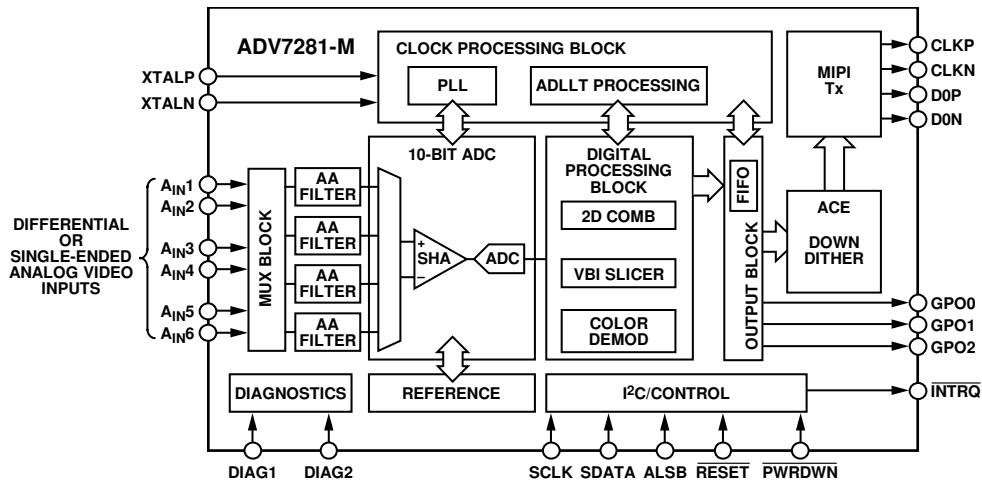 ADV7281-M
CLOCK PROCESSING BLOCK
PLL
ADLLT PROCESSING
XTALP
XTALN
MIPI
Tx
CLKP
CLKN
D0P
D0N
10-BIT ADC
DIGITAL
PROCESSING
BLOCK
2D COMB
VBI SLICER
COLOR
DEMOD
FIFO
OUTPUT BLOCK
ACE
DOWN
DITHER
DIFFERENTIAL
OR
SINGLE-ENDED
ANALOG VIDEO
INPUTS
AIN1
AIN2
AIN3
AIN4
AIN5
AIN6
MUX BLOCK
AA
FILTER
AA
FILTER
AA
FILTER
AA
FILTER
+
SHA
–
ADC
GPO0
GPO1
GPO2
DIAGNOSTICS
REFERENCE
I2C/CONTROL
INTRQ
DIAG1
DIAG2
SCLK
SDATA
ALSB
RESET
PWRDWN